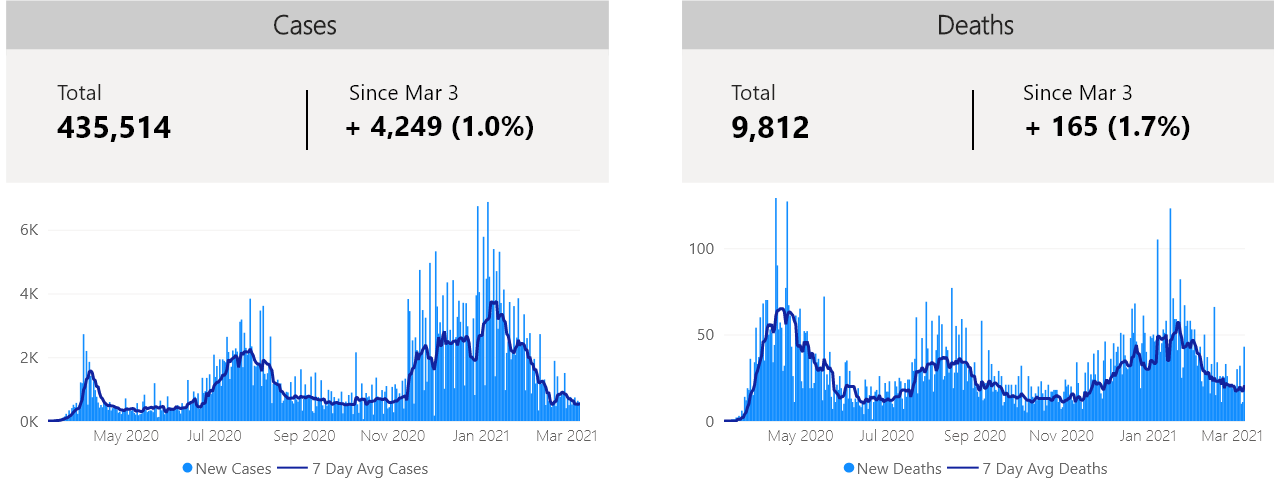 Cases
Total
435,514
Since Mar 3
+ 4,249 (1.0%)
6K
4K
2K
0K
May 2020 Jul 2020 Sep 2020 Nov 2020 Jan 2021 Mar 2021
New Cases 7 Day Avg Cases
Deaths
Total
9,812
Since Mar 3
+ 165 (1.7%)
100
50
0
May 2020 Jul 2020 Sep 2020 Nov 2020 Jan 2021 Mar 2021
New Deaths 7 Day Avg Deaths